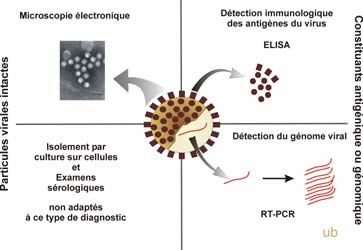 Microscopie électronique
Détection immunologique
des antigènes du virus
ELISA
Particules virales intactes
Constituants antigénique ou génomique
Isolement par
culture sur cellules
et
Examens
sérologiques
non adaptés
à ce type de diagnostic
Détection du génome viral
RT-PCR
ub